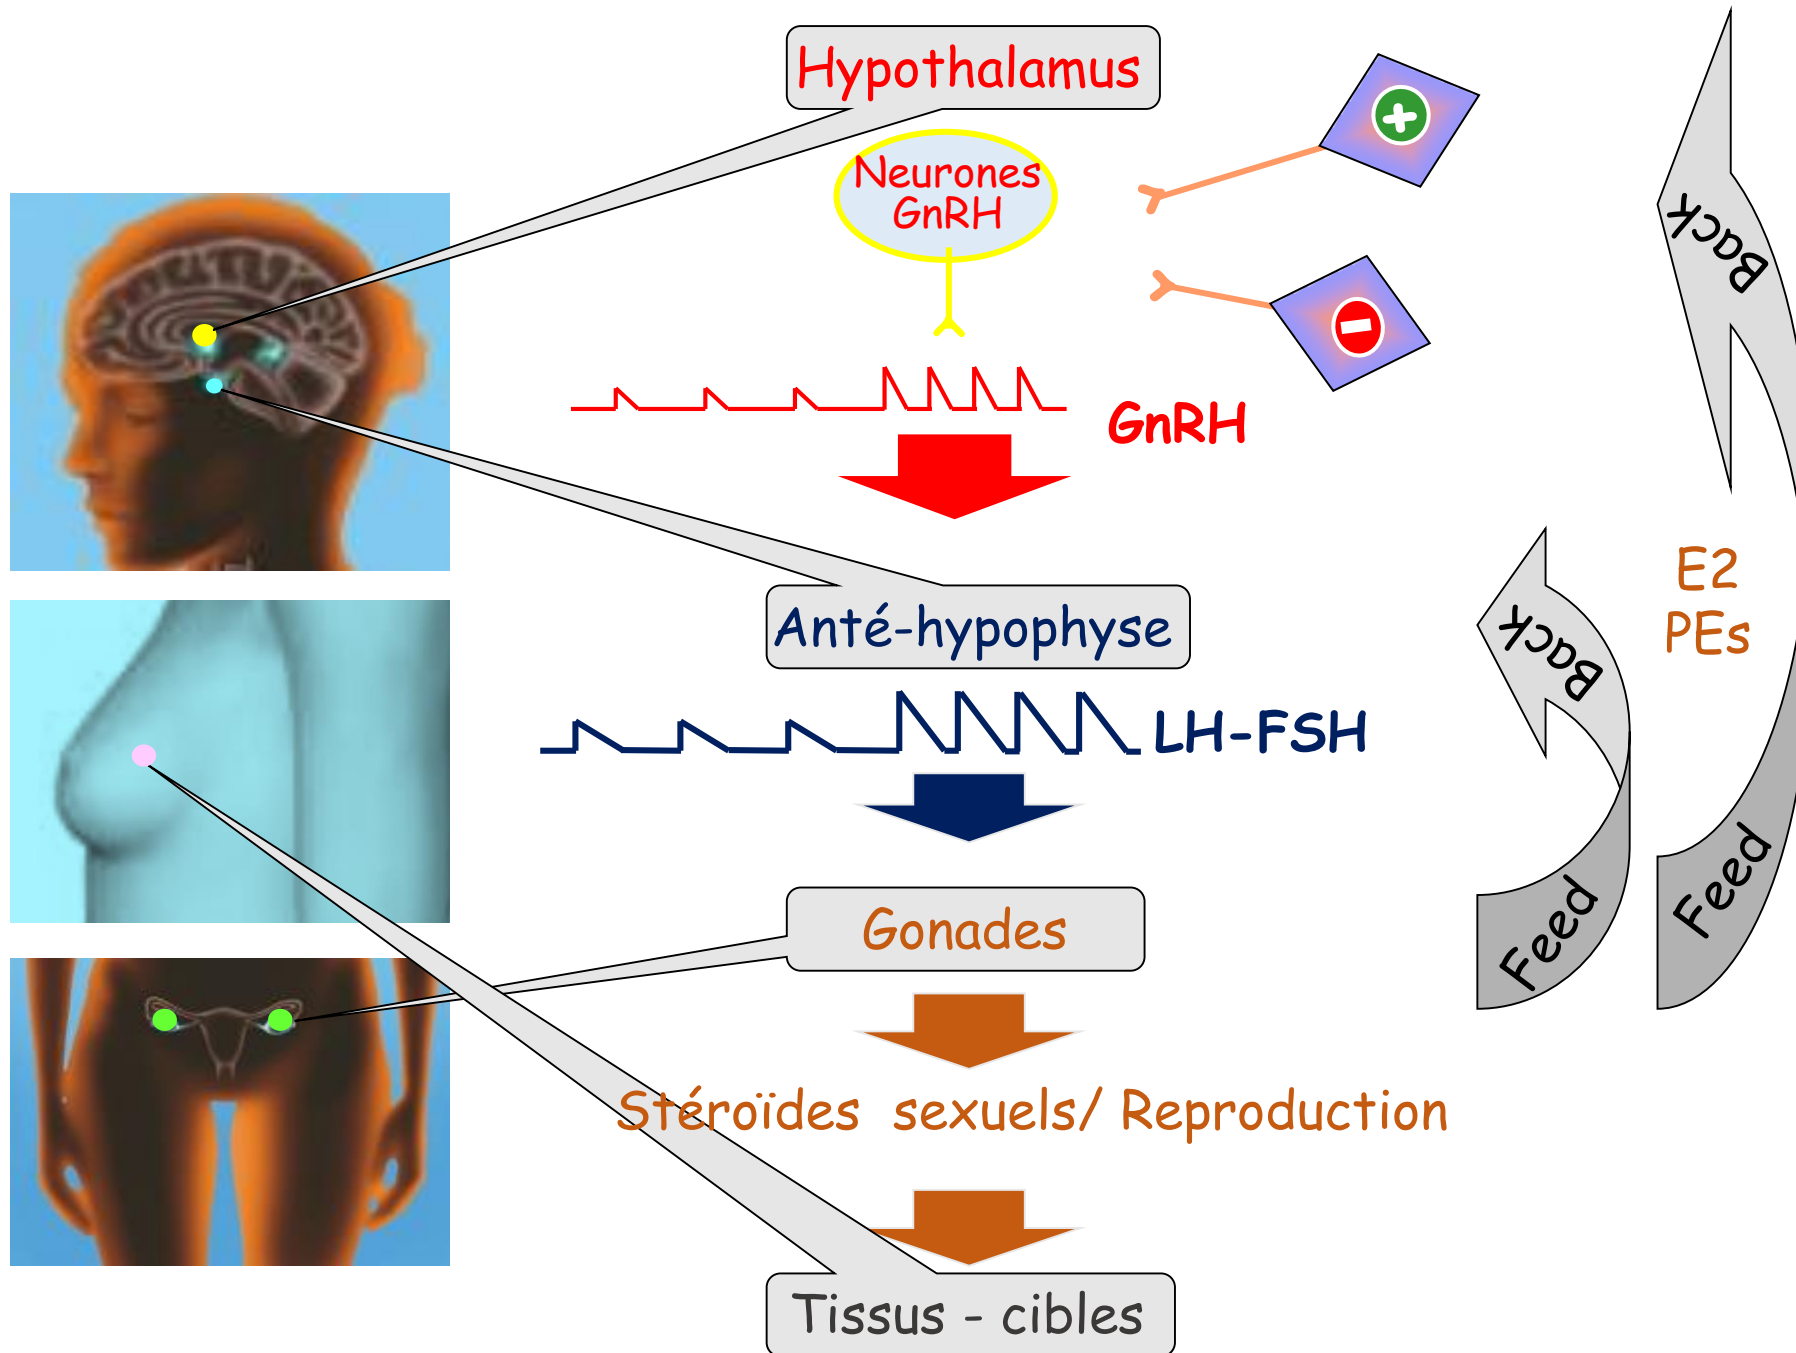 Hypothalamus
Neurones
GnRH
Back
GnRH
E2
PEs
Anté-hypophyse
Back
LH-FSH
Feed
Feed
Gonades
Stéroïdes sexuels/ Reproduction
Tissus - cibles